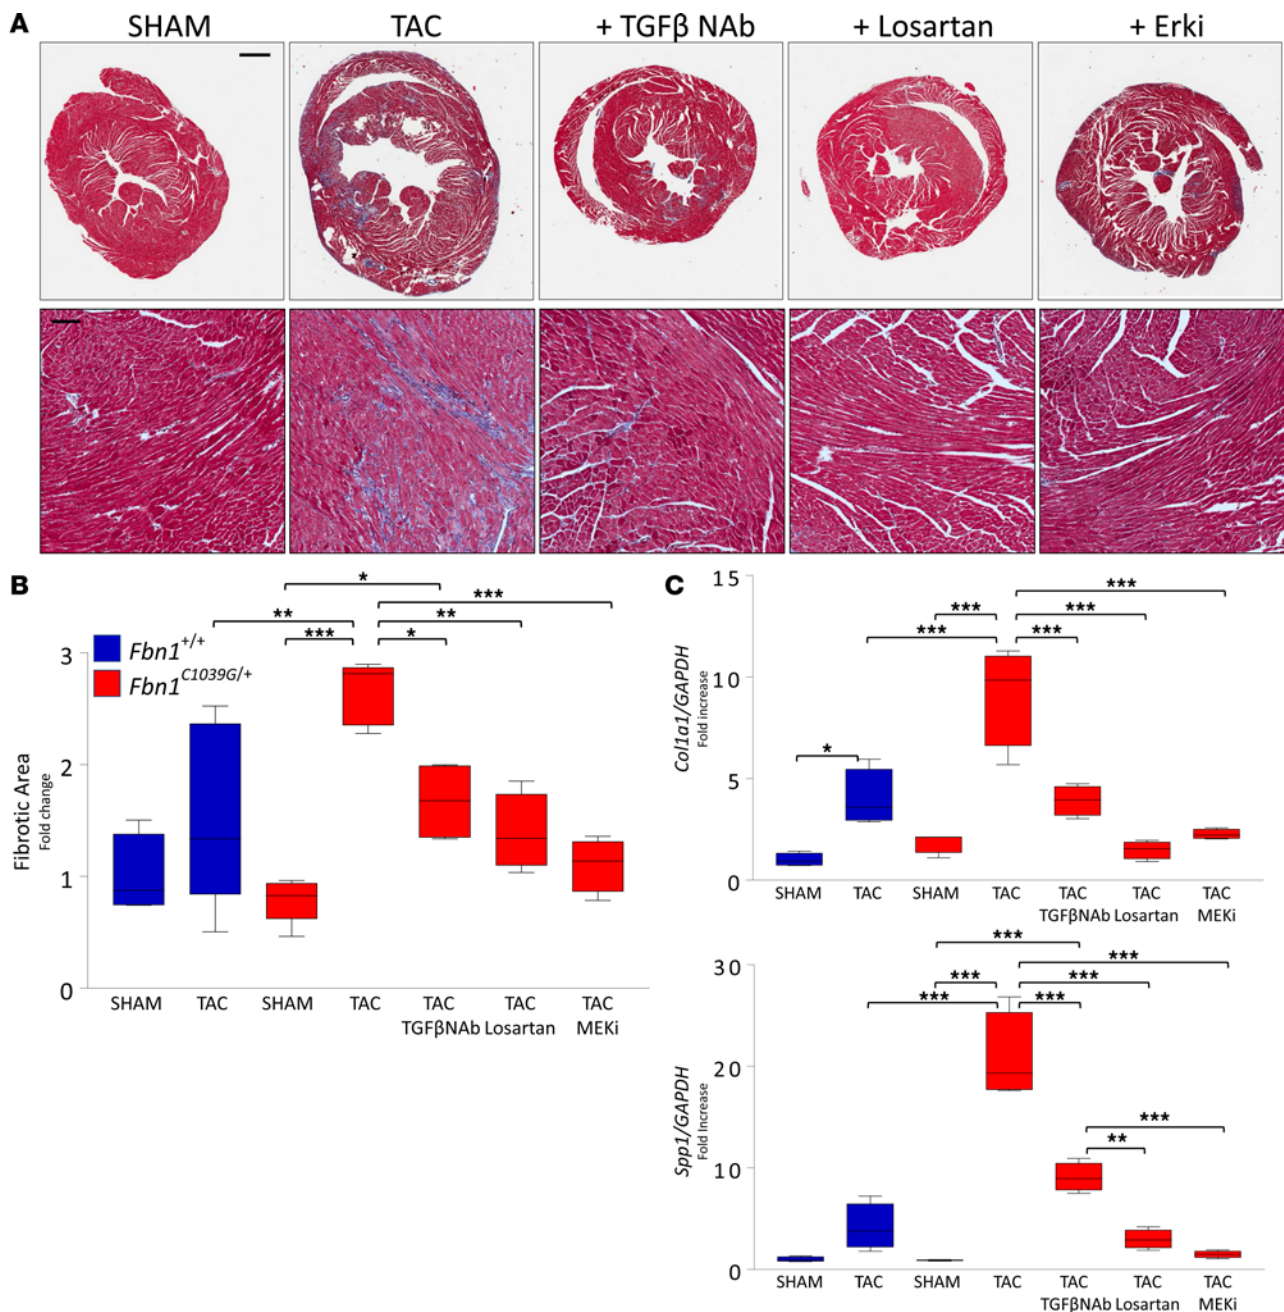 A
SHAM
TAC
+ TGFβ NAb
+ Losartan
+ Erki
B
* 
***
** **
*** *
Fbn1+/+
Fbn1C1039G/+
Fibrotic Area
Fold change
3
2
1
0
SHAM TAC SHAM TAC TAC TAC TAC
TGFβNAb Losartan MEKi
C
Col1a1/GAPDH
Fold increase
15
10
5
0
***
*** ***
*** ***
*
SHAM TAC SHAM TAC TAC TAC TAC
TGFβNAb Losartan MEKi
Spp1/GAPDH
Fold Increase
30
20
10
0
***
***
*** ***
*** ***
***
**
SHAM TAC SHAM TAC TAC TAC TAC
TGFβNAb Losartan MEKi